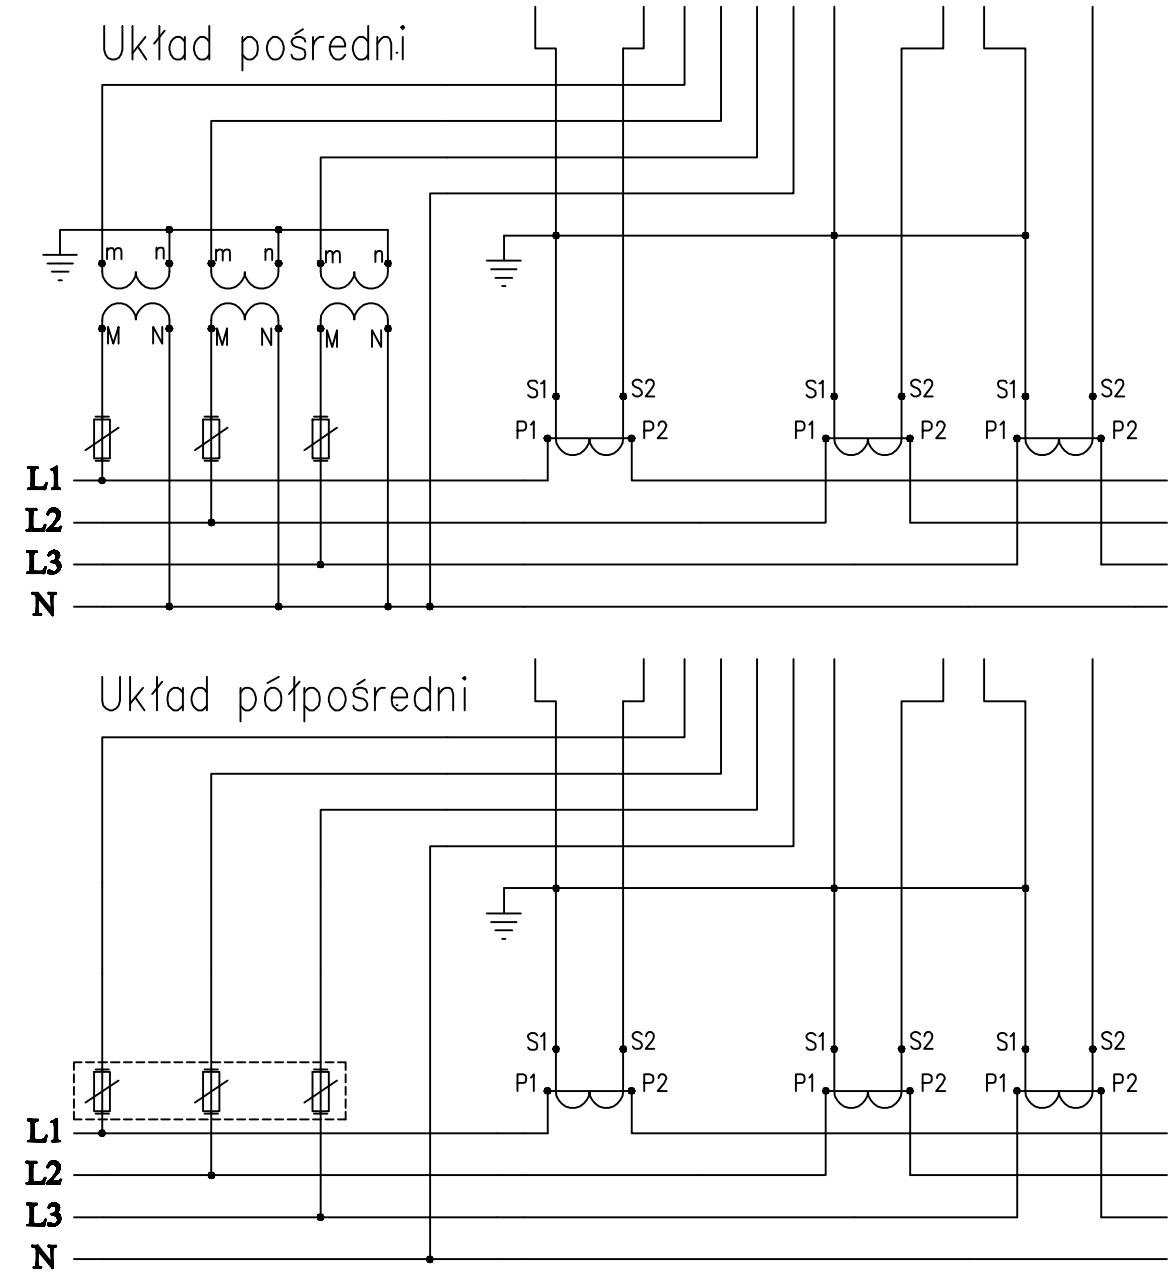 Układ pośredni
m n m n m n
M N M N M N
S1 S2 S1 S2 S1 S2
P1 P2 P1 P2 P1 P2
L1
L2
L3
N
Układ półpośredni
S1 S2 S1 S2 S1 S2
P1 P2 P1 P2 P1 P2
L1
L2
L3
N